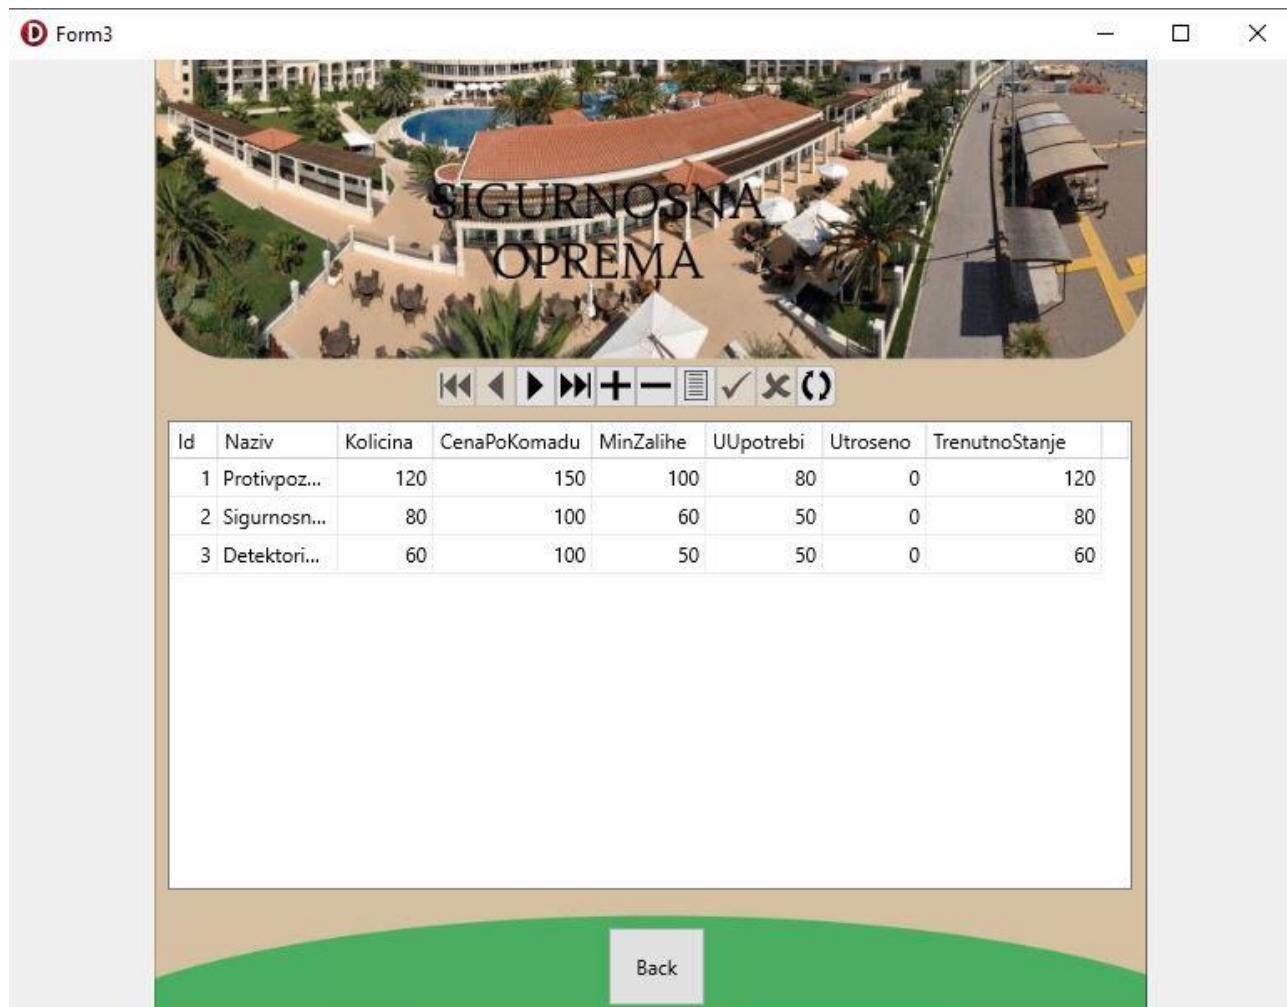 Form3
SIGURNOSNA
OPREMA
Id Naziv Kolicina CenaPoKomadu MinZalihe UUpotrebi Utroseno TrenutnoStanje
1 Protivpoz... 120 150 100 80 0 120
2 Sigurnosn... 80 100 60 50 0 80
3 Detektori... 60 100 50 50 0 60
Back